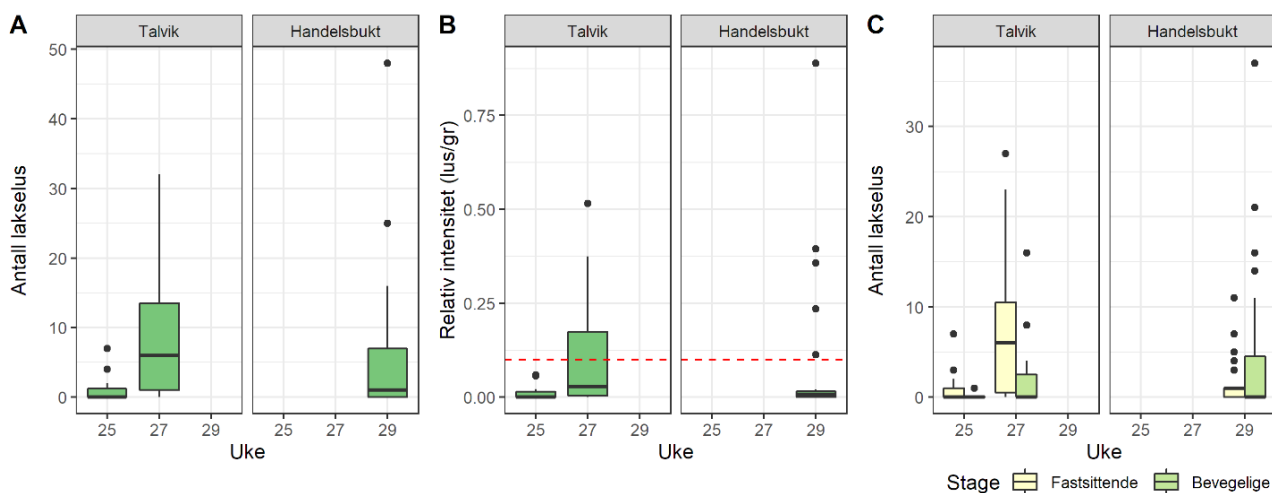 A
Talvik
Handelsbukt
Antall lakselus
50
40
30
20
10
0
25 27 29 25 27 29
Uke
B
Talvik
Handelsbukt
Relativ intensitet (lus/gr)
0.75
0.50
0.25
0.00
25 27 29 25 27 29
Uke
C
Talvik
Handelsbukt
Antall lakselus
30
20
10
0
25 27 29 25 27 29
Uke
Stage Fastsittende Bevegelige